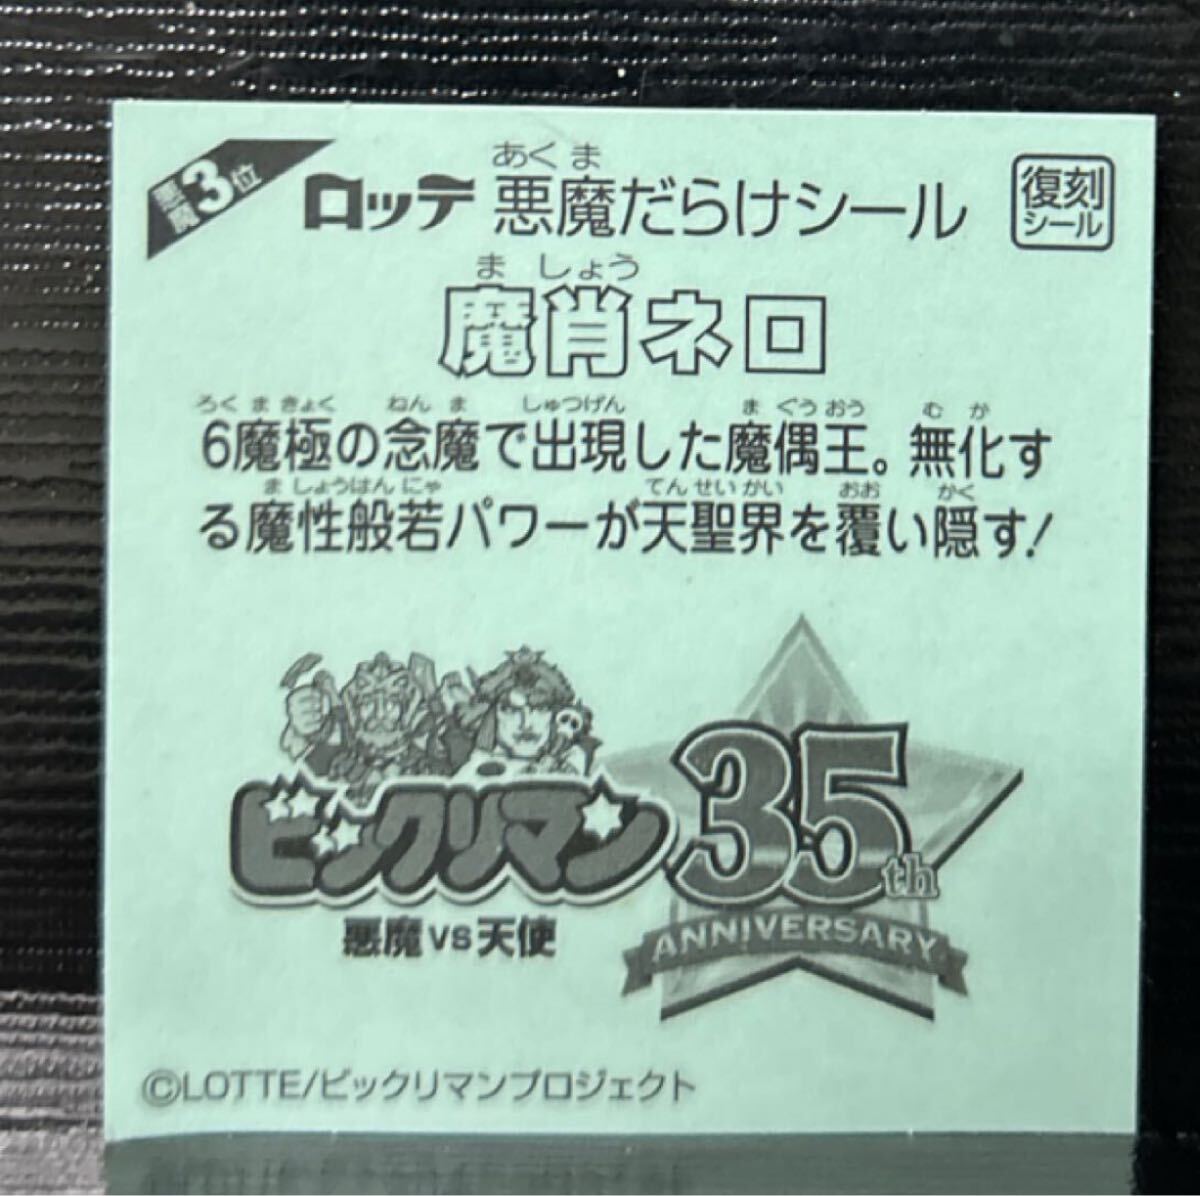 悪魔3位
ロッテ 悪魔だらけシール
あくま
復刻
シール
ましょう
魔肖ネロ
ろくまきょく ねんま しゅつげん まぐうおう むか
6魔極の念魔で出現した魔偶王。無化す
ましょうはんにゃ てんせいかい おお かく
る魔性般若パワーが天聖界を覆い隠す!
ビックリマン
悪魔VS天使
35th
ANNIVERSARY
©LOTTE/ビックリマンプロジェクト